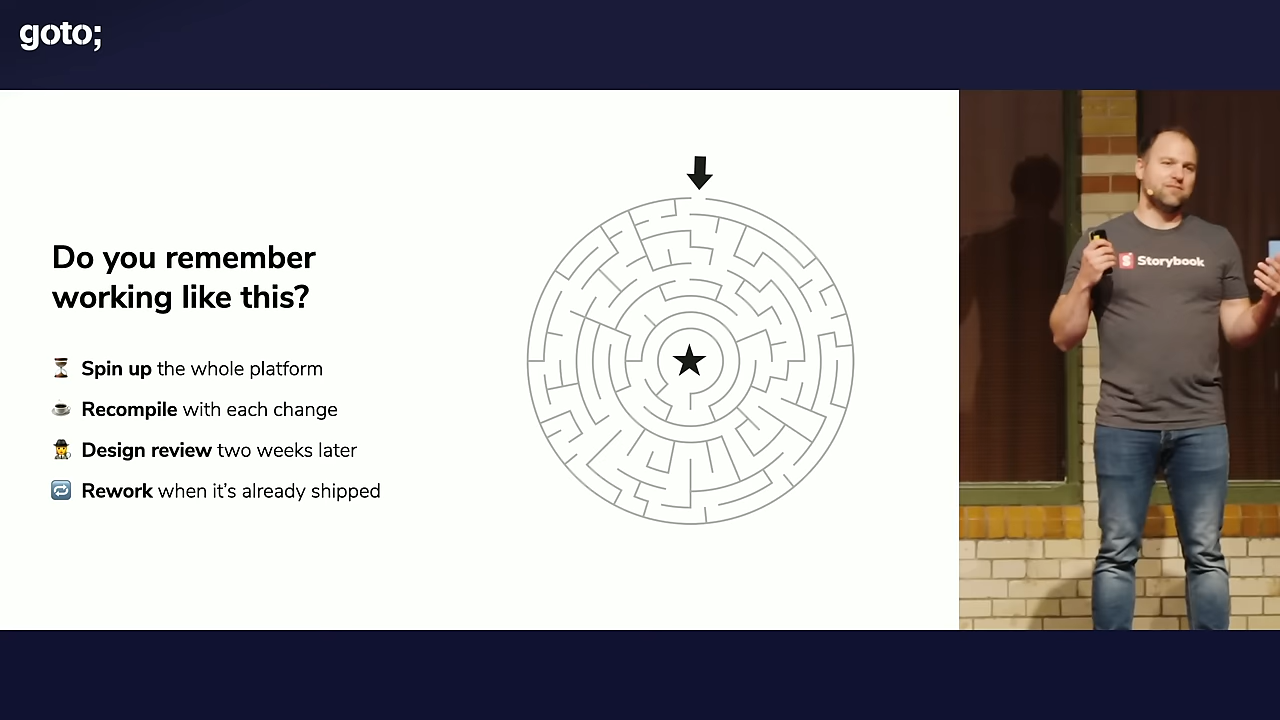 goto;
Do you remember
working like this?
Spin up the whole platform
Recompile with each change
Design review two weeks later
Rework when it's already shipped
S Storybook